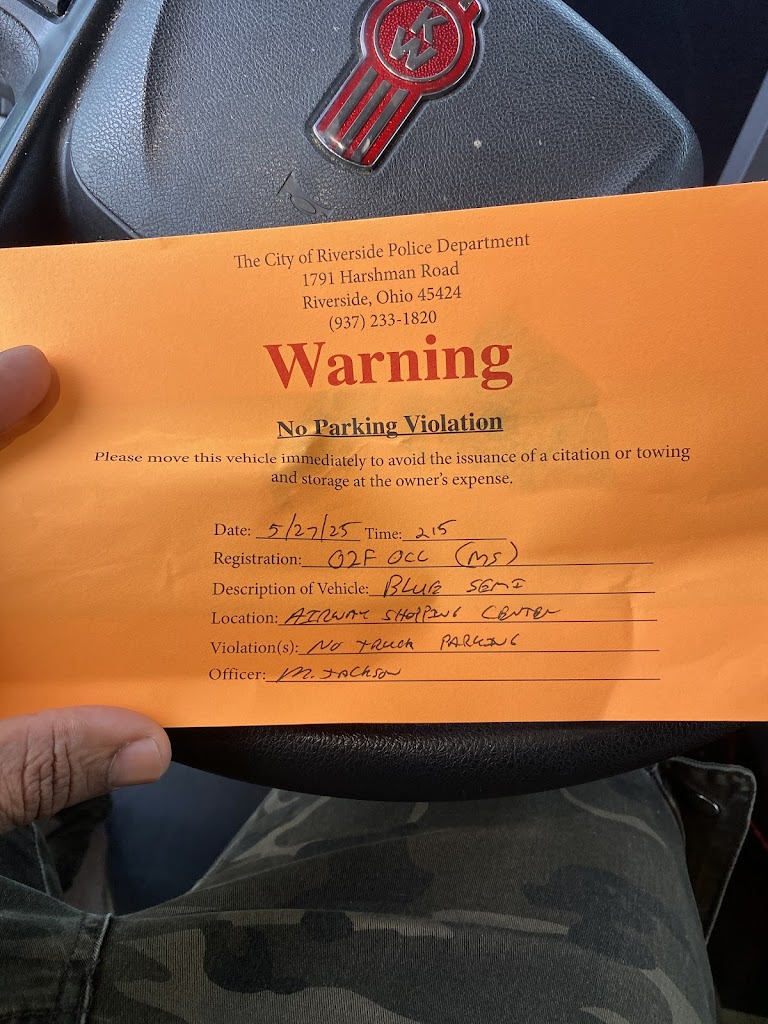 KW
The City of Riverside Police Department
1791 Harshman Road
Riverside, Ohio 45424
(937) 233-1820
Warning
No Parking Violation
Please move this vehicle immediately to avoid the issuance of a citation or towing
and storage at the owner's expense.
Date: 5/27/25 Time: 215
Registration: 02F OCC (MS)
Description of Vehicle: BLUE SEMI
Location: AIRWAY SHOPPING CENTER
Violation(s): NO TRUCK PARKING
Officer: M. JACKSON